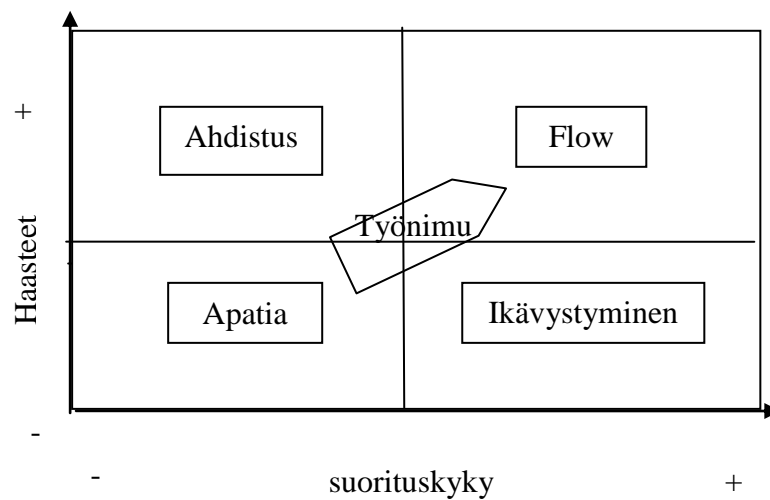 +
Ahdistus
Flow
Työnimu
Haasteet
Apatia
Ikävystyminen
-
-
suorituskyky
+